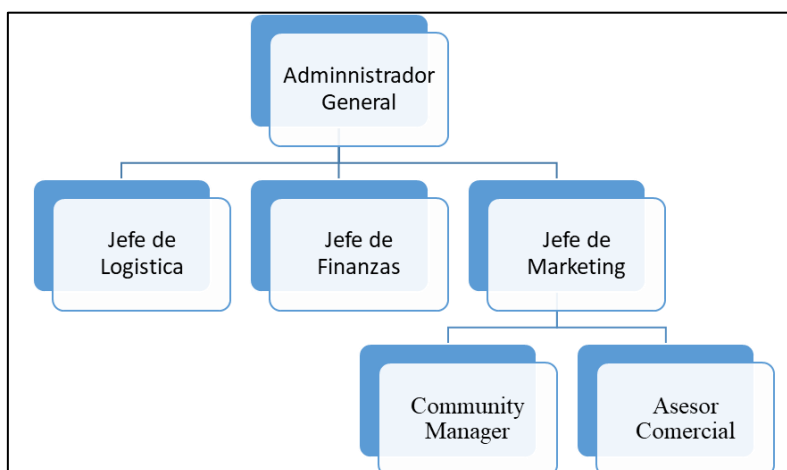 Adminnistrador
General
Jefe de
Logistica
Jefe de
Finanzas
Jefe de
Marketing
Community
Manager
Asesor
Comercial